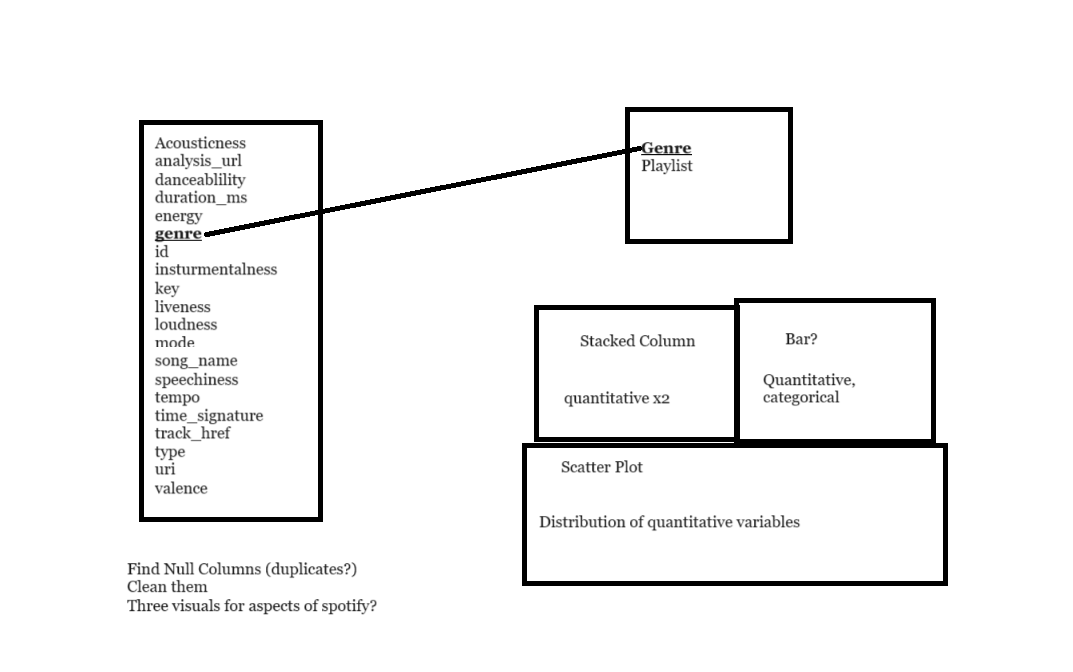 Acousticness
analysis_url
danceablility
duration_ms
energy
genre
id
insturmentalness
key
liveness
loudness
mode
song_name
speechiness
tempo
time_signature
track_href
type
uri
valence
Genre
Playlist
Stacked Column
quantitative x2
Bar?
Quantitative,
categorical
Scatter Plot
Distribution of quantitative variables
Find Null Columns (duplicates?)
Clean them
Three visuals for aspects of spotify?